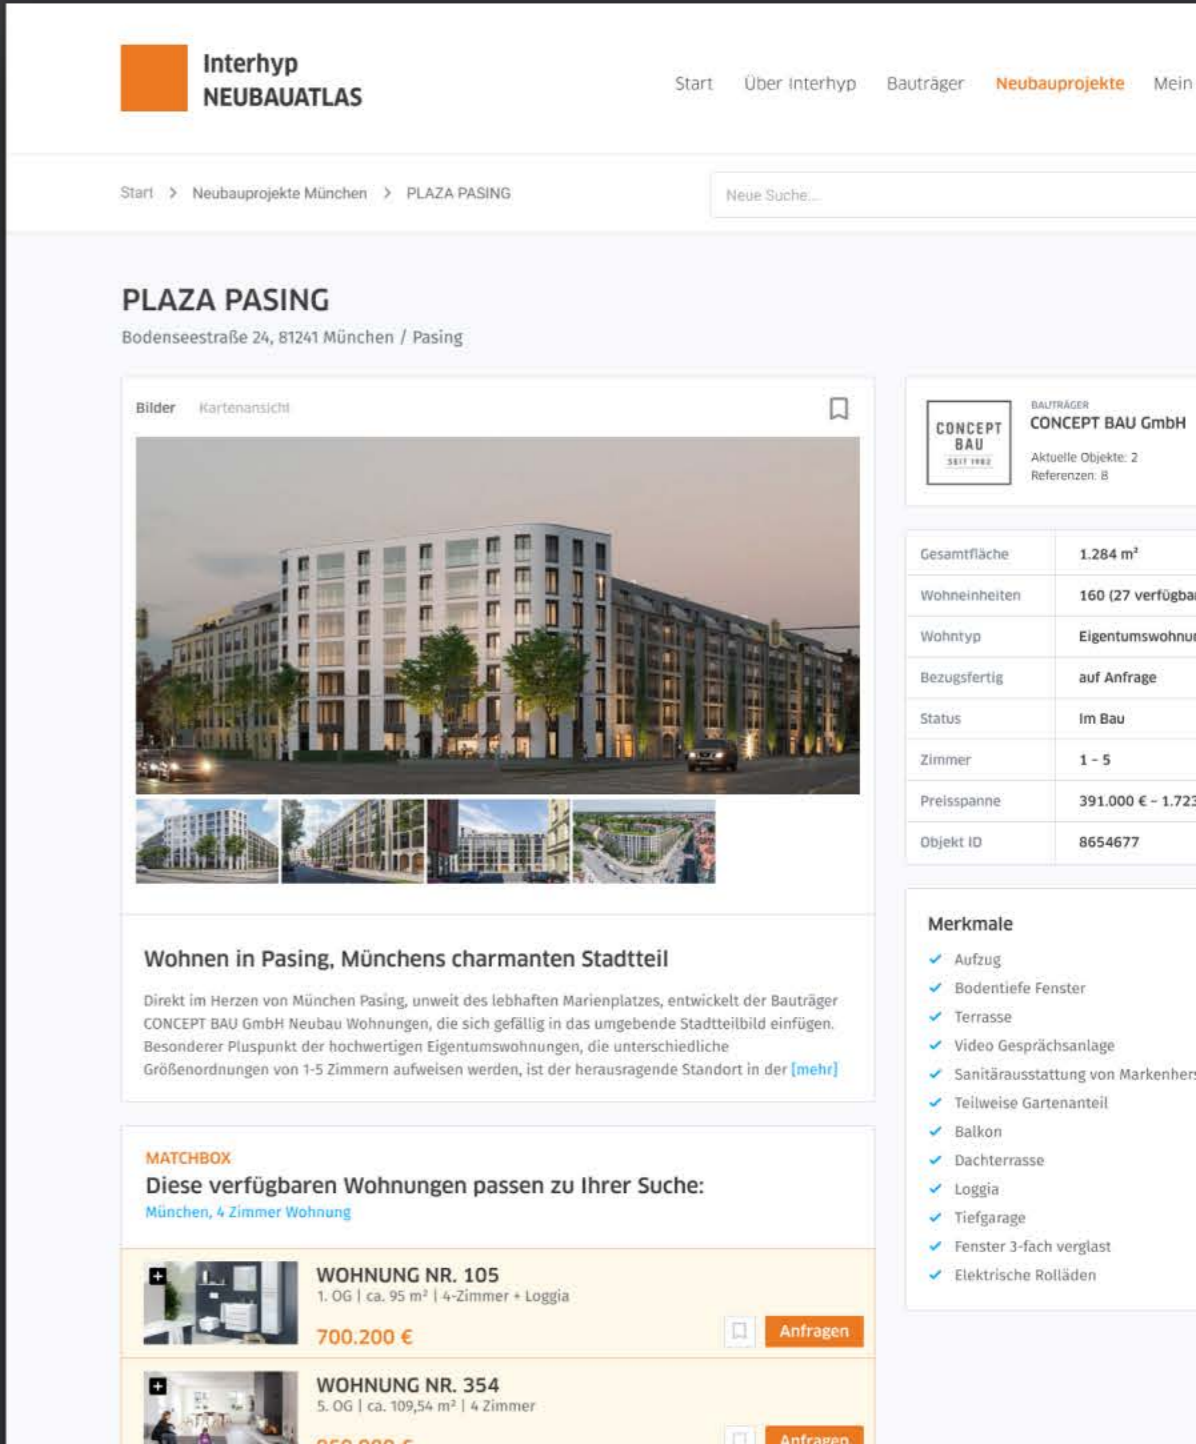 Interhyp
NEUBAUATLAS
Start Über Interhyp Bauträger Neubauprojekte Mein
Start > Neubauprojekte München > PLAZA PASING
Neue Suche...
PLAZA PASING
Bodenseestraße 24, 81241 München / Pasing
Bilder Kartenansicht
Wohnen in Pasing, Münchens charmanten Stadtteil
Direkt im Herzen von München Pasing, unweit des lebhaften Marienplatzes, entwickelt der Bauträger
CONCEPT BAU GmbH Neubau Wohnungen, die sich gefällig in das umgebende Stadtteilbild einfügen.
Besonderer Pluspunkt der hochwertigen Eigentumswohnungen, die unterschiedliche
Größenordnungen von 1-5 Zimmern aufweisen werden, ist der herausragende Standort in der [mehr]
MATCHBOX
Diese verfügbaren Wohnungen passen zu Ihrer Suche:
München, 4 Zimmer Wohnung
WOHNUNG NR. 105
1. OG | ca. 95 m² | 4-Zimmer + Loggia
700.200 €
Anfragen
WOHNUNG NR. 354
5. OG | ca. 109,54 m² | 4 Zimmer
Anfragen
CONCEPT
BAU
SEIT 1982
BAUTRÄGER
CONCEPT BAU GmbH
Aktuelle Objekte: 2
Referenzen: 8
Gesamtfläche 1.284 m²
Wohneinheiten 160 (27 verfügbar
Wohntyp Eigentumswohnun
Bezugsfertig auf Anfrage
Status Im Bau
Zimmer 1 - 5
Preisspanne 391.000 € - 1.723
Objekt ID 8654677
Merkmale
Aufzug
Bodentiefe Fenster
Terrasse
Video Gesprächsanlage
Sanitärausstattung von Markenhers
Teilweise Gartenanteil
Balkon
Dachterrasse
Loggia
Tiefgarage
Fenster 3-fach verglast
Elektrische Rolläden